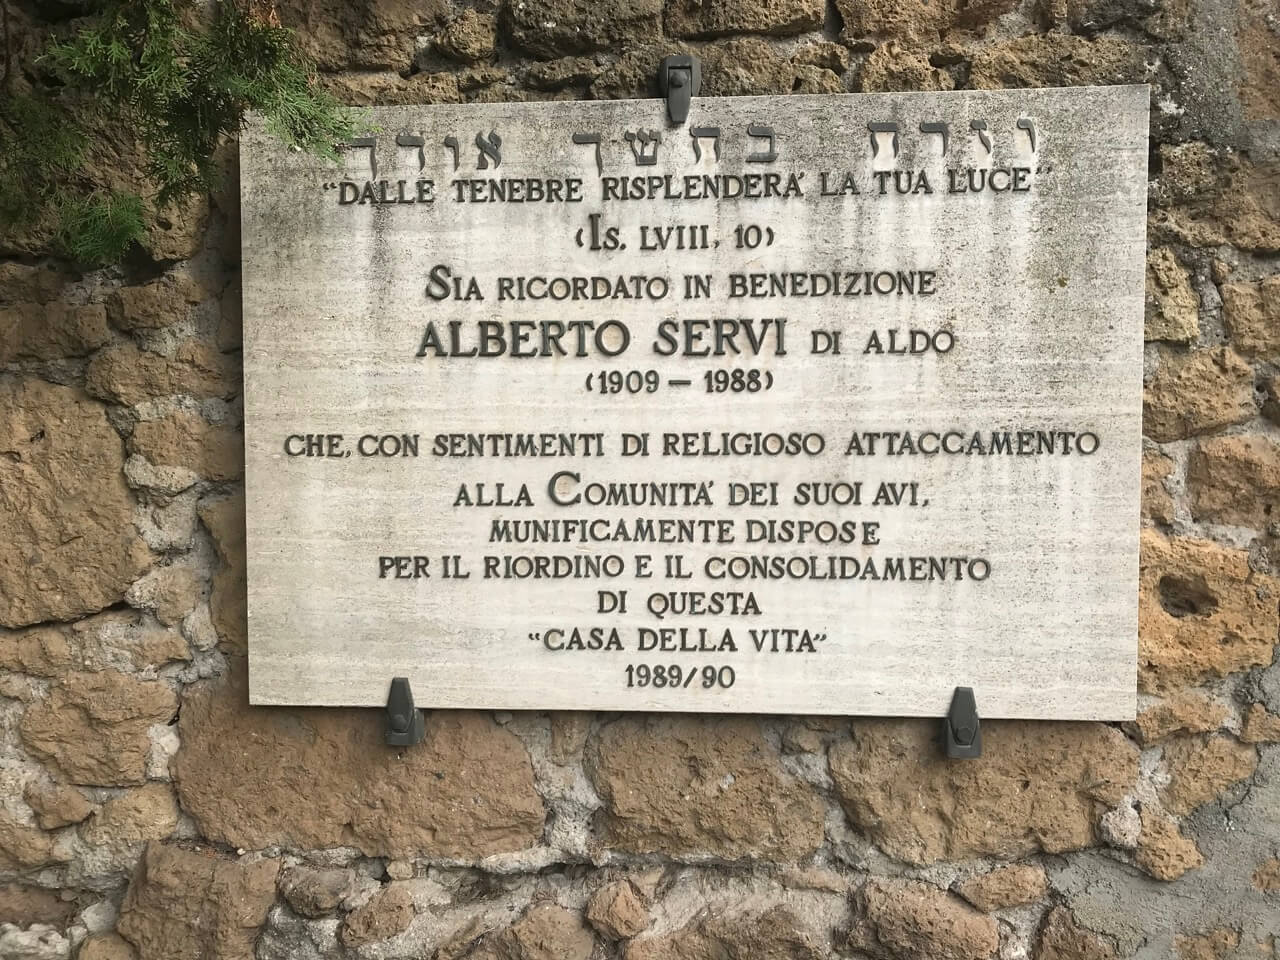 וזרח בחשך אורך
“DALLE TENEBRE RISPLENDERA’ LA TUA LUCE”
(IS. LVIII, 10)
SIA RICORDATO IN BENEDIZIONE
ALBERTO SERVI DI ALDO
(1909 – 1988)
CHE, CON SENTIMENTI DI RELIGIOSO ATTACCAMENTO
ALLA COMUNITA’ DEI SUOI AVI,
MUNIFICAMENTE DISPOSE
PER IL RIORDINO E IL CONSOLIDAMENTO
DI QUESTA
“CASA DELLA VITA”
1989/90